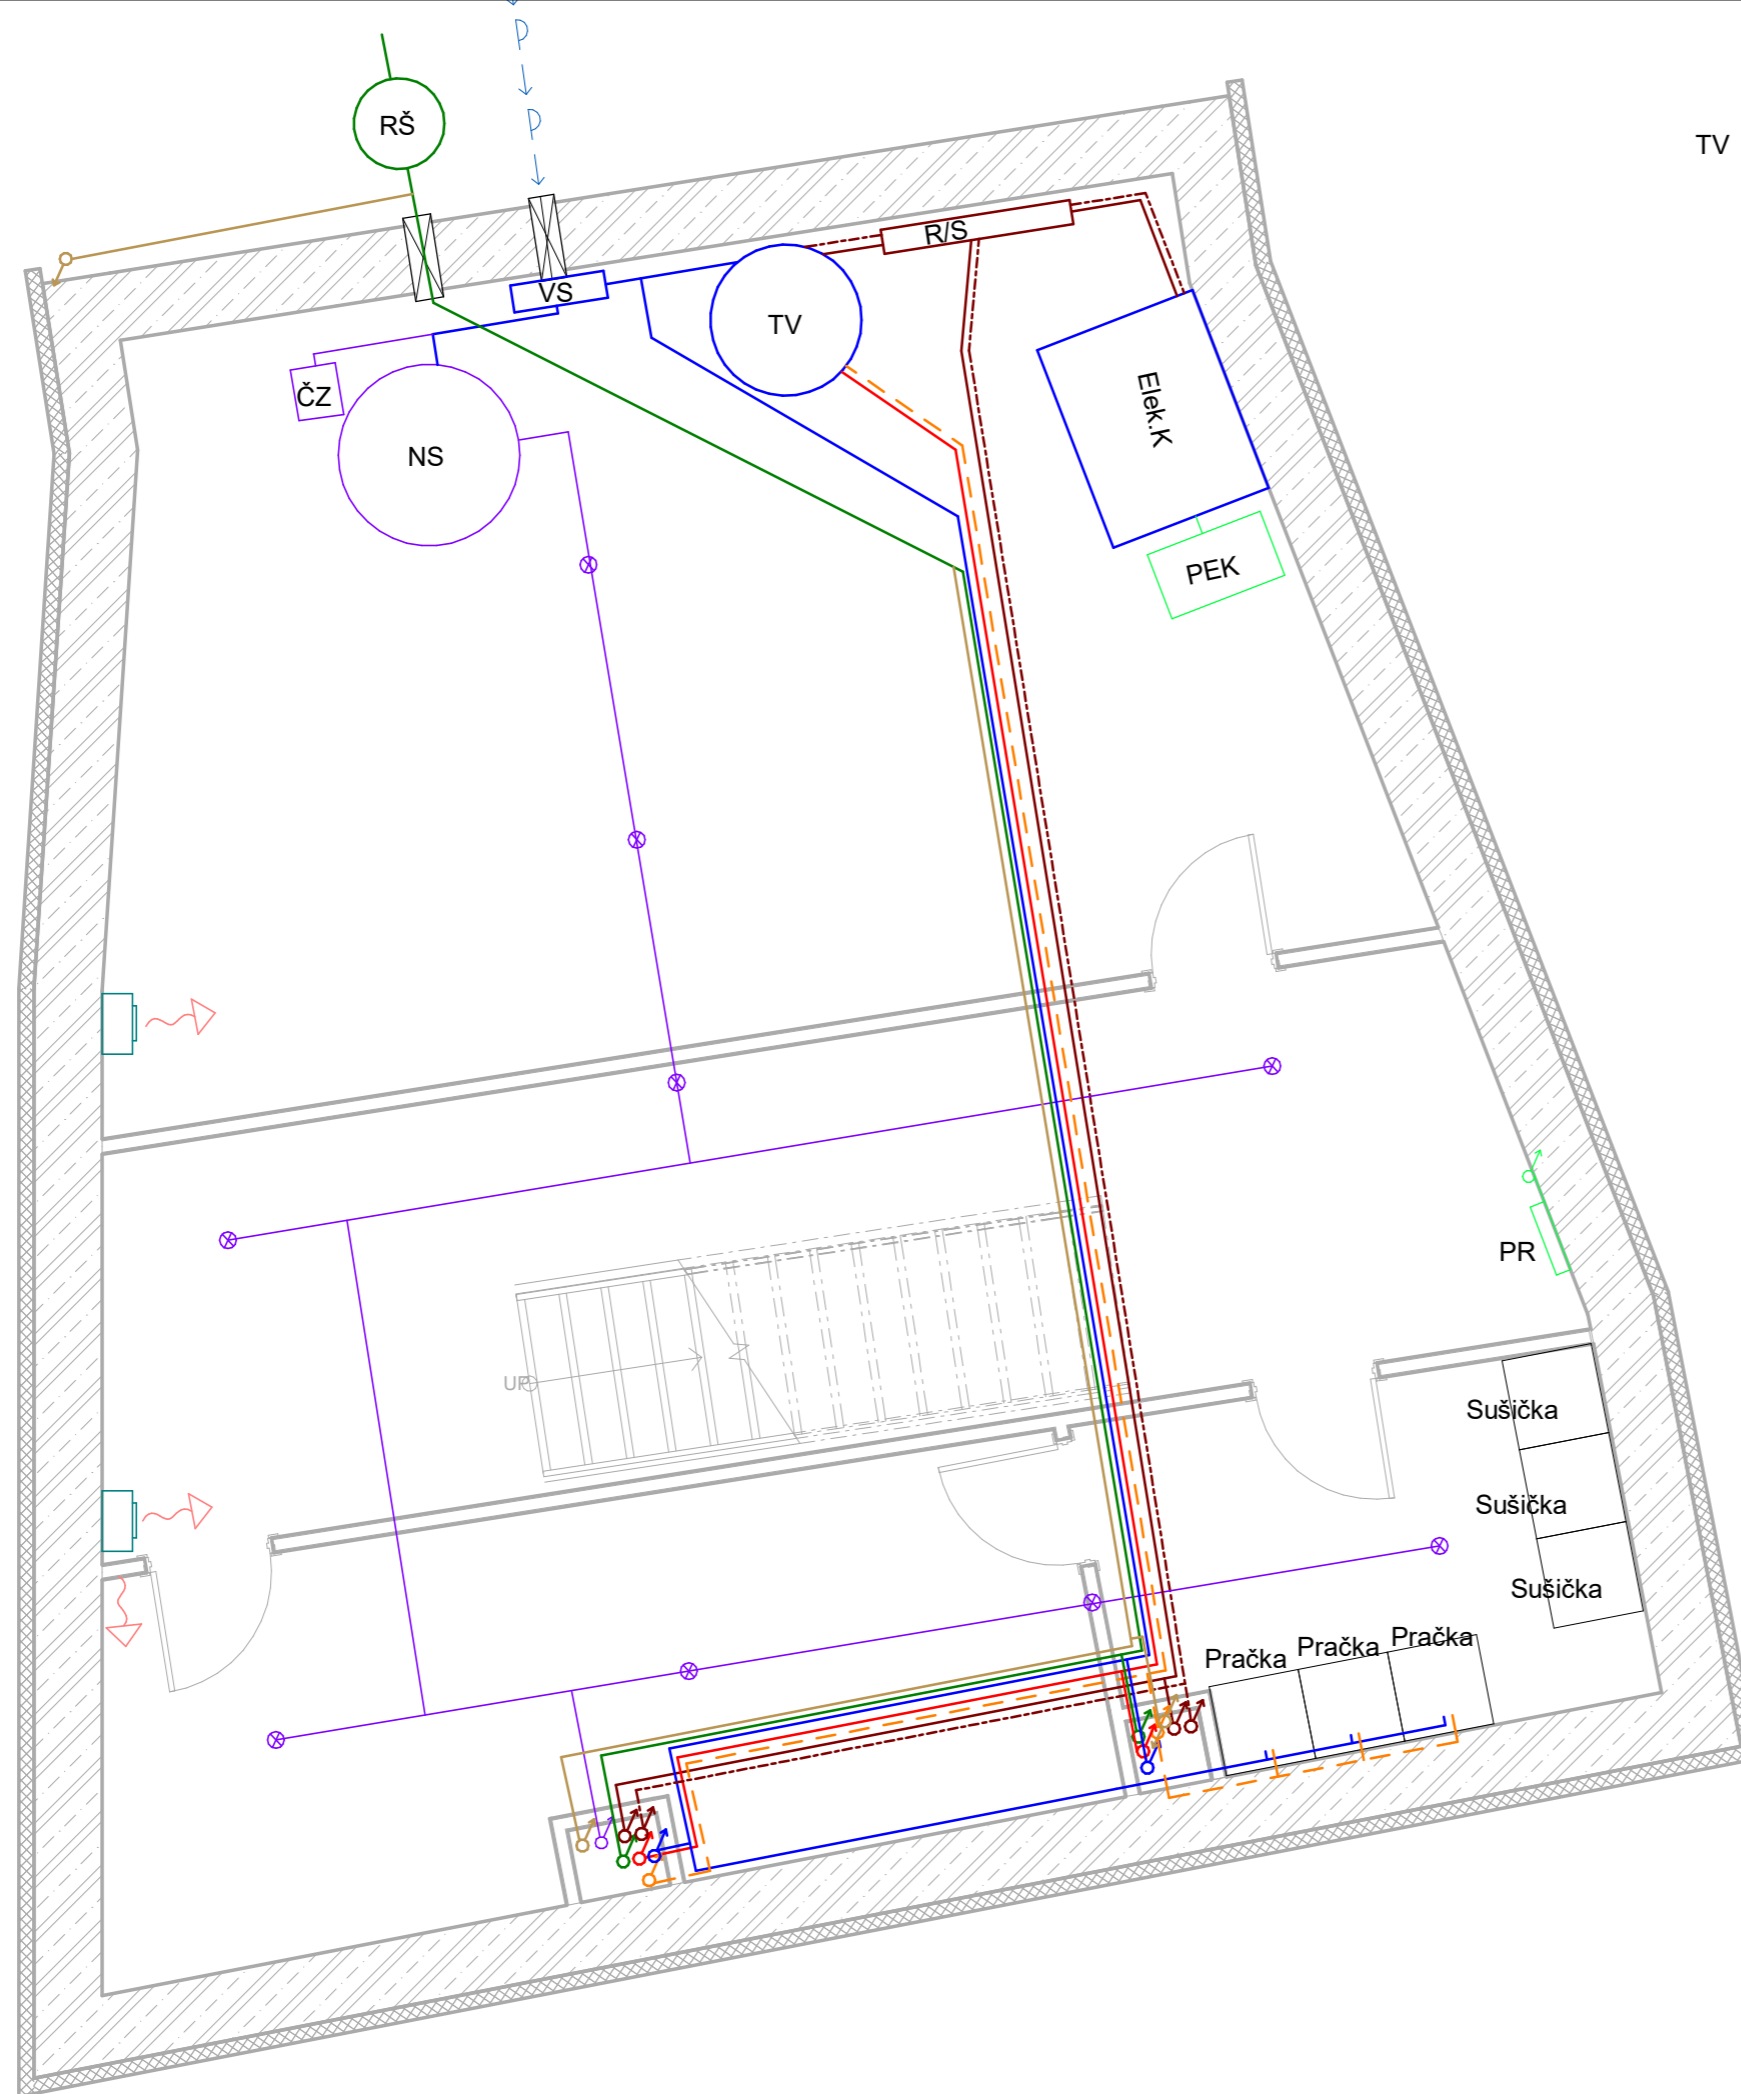 RŠ
TV
R/S
VS
TV
ČZ
Elek.K
NS
PEK
PR
UP
Sušička
Sušička
Sušička
Pračka
Pračka
Pračka